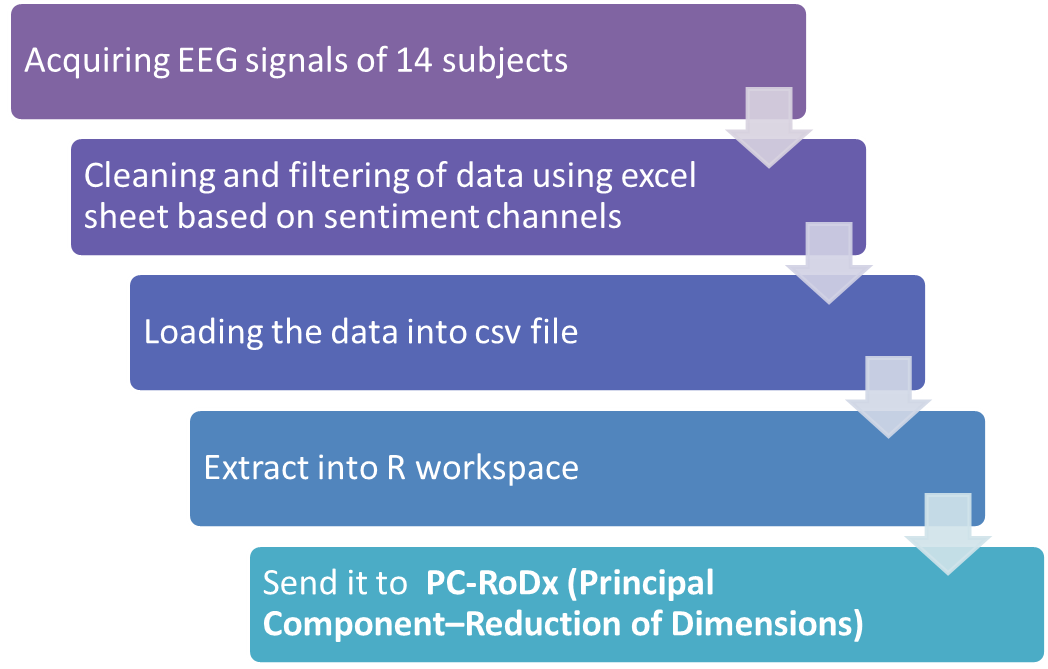 Acquiring EEG signals of 14 subjects
Cleaning and filtering of data using excel
sheet based on sentiment channels
Loading the data into csv file
Extract into R workspace
Send it to  PC-RoDx (Principal
Component–Reduction of Dimensions)